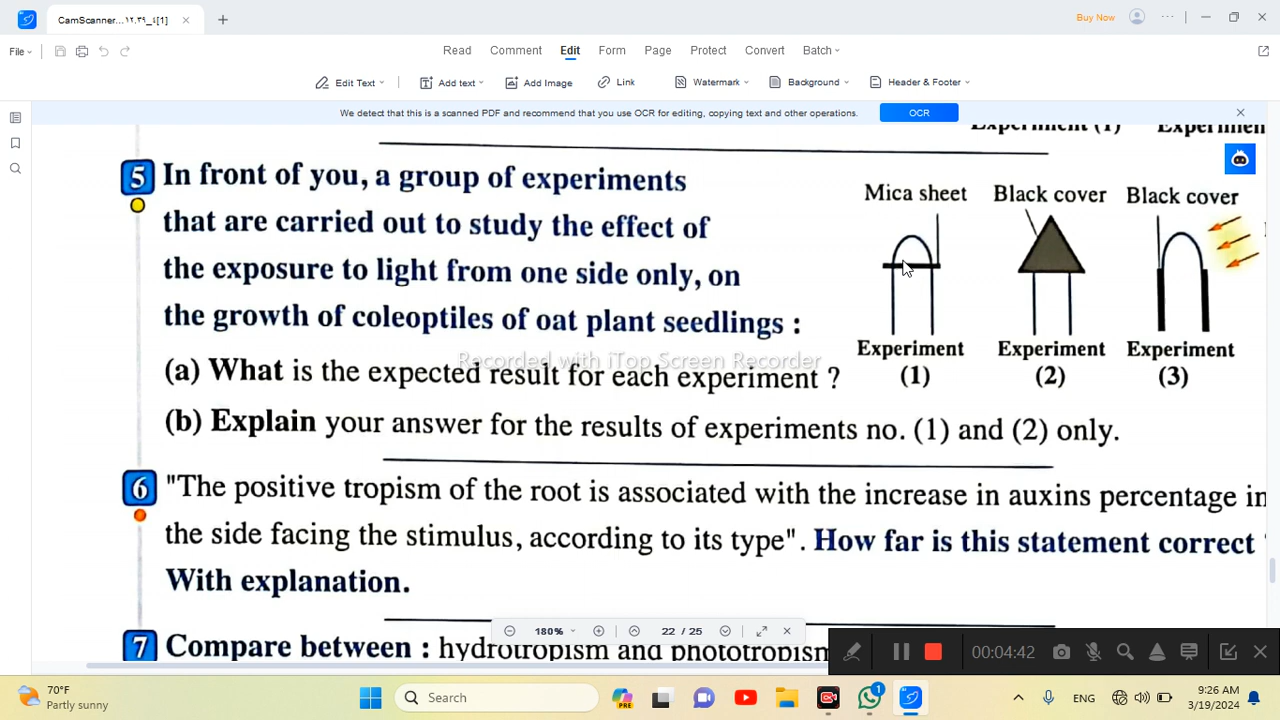 CamScanner...١٢.٣٩_٤[1]
Buy Now
File
Read Comment Edit Form Page Protect Convert Batch
Edit Text Add text Add Image Link Watermark Background Header & Footer
We detect that this is a scanned PDF and recommend that you use OCR for editing, copying text and other operations. OCR
Experiment (1) Experimen
5 In front of you, a group of experiments
that are carried out to study the effect of
the exposure to light from one side only, on
the growth of coleoptiles of oat plant seedlings :
Mica sheet Black cover Black cover
Experiment Experiment Experiment
(1) (2) (3)
Recorded with iTop Screen Recorder
(a) What is the expected result for each experiment ?
(b) Explain your answer for the results of experiments no. (1) and (2) only.
6 "The positive tropism of the root is associated with the increase in auxins percentage in
the side facing the stimulus, according to its type". How far is this statement correct ?
With explanation.
7 Compare between : hydrotropism and phototropism
180% 22 / 25
00:04:42
70°F
Partly sunny
Search
PRE
1
ENG
9:26 AM
3/19/2024